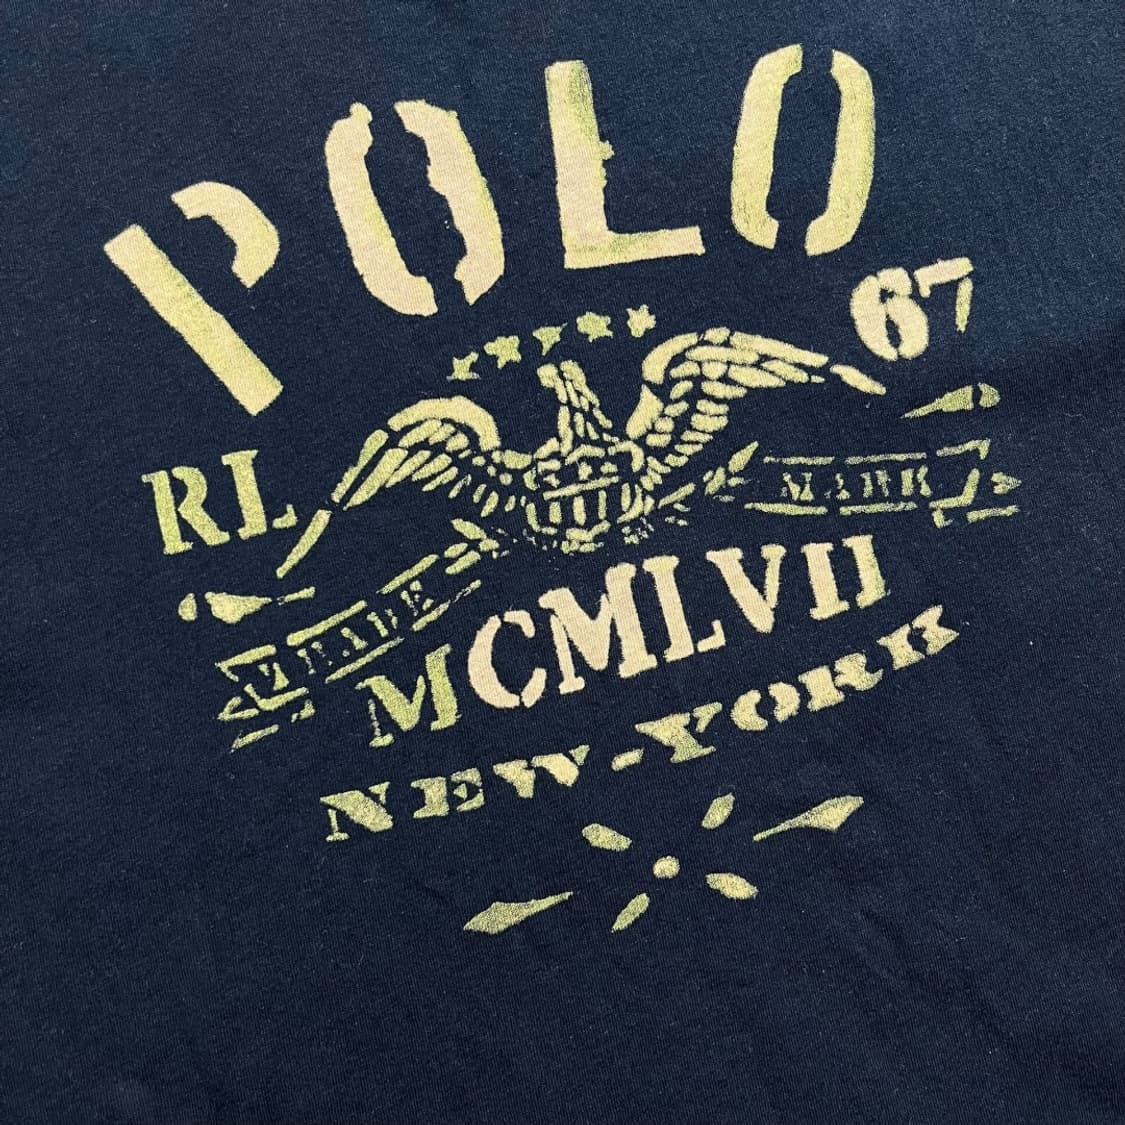 POLO
67
RL
TRADE MARK
MCMLVII
NEW-YORK